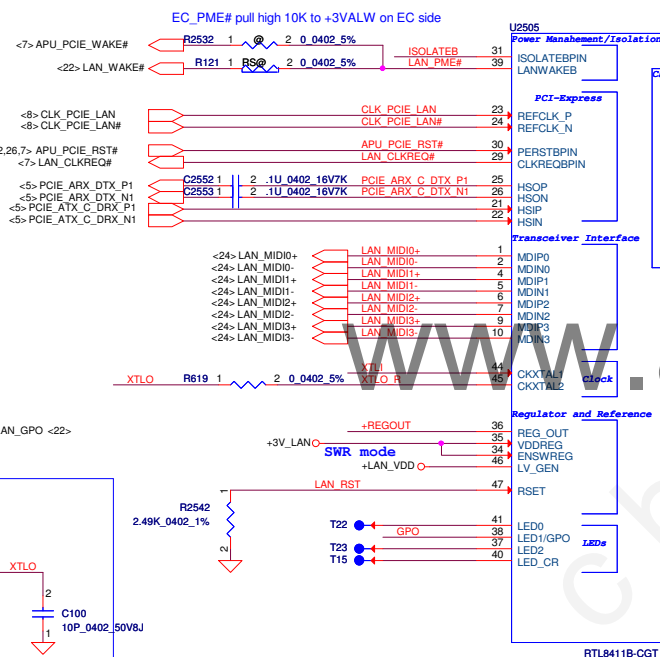 EC_PME# pull high 10K to +3VALW on EC side
U2505
<7> APU_PCIE_WAKE# R2532 1 @ 2 0_0402_5% ISOLATEB 31 ISOLATEBPIN Power Manahement/Isolation
<22> LAN_WAKE# R121 1 RS@ 2 0_0402_5% LAN_PME# 39 LANWAKEB
PCI-Express
<8> CLK_PCIE_LAN CLK_PCIE_LAN 23 REFCLK_P
<8> CLK_PCIE_LAN# CLK_PCIE_LAN# 24 REFCLK_N
2,26,7> APU_PCIE_RST# APU_PCIE_RST# 30 PERSTBPIN
<7> LAN_CLKREQ# LAN_CLKREQ# 29 CLKREQBPIN
<5> PCIE_ARX_DTX_P1 C2552 1 2 .1U_0402_16V7K PCIE_ARX_C_DTX_P1 25 HSOP
<5> PCIE_ARX_DTX_N1 C2553 1 2 .1U_0402_16V7K PCIE_ARX_C_DTX_N1 26 HSON
<5> PCIE_ATX_C_DRX_P1 21 HSIP
<5> PCIE_ATX_C_DRX_N1 22 HSIN
Transceiver Interface
<24> LAN_MIDI0+ LAN_MIDI0+ 1 MDIP0
<24> LAN_MIDI0- LAN_MIDI0- 2 MDIN0
<24> LAN_MIDI1+ LAN_MIDI1+ 4 MDIP1
<24> LAN_MIDI1- LAN_MIDI1- 5 MDIN1
<24> LAN_MIDI2+ LAN_MIDI2+ 6 MDIP2
<24> LAN_MIDI2- LAN_MIDI2- 7 MDIN2
<24> LAN_MIDI3+ LAN_MIDI3+ 9 MDIP3
<24> LAN_MIDI3- LAN_MIDI3- 10 MDIN3
www.
XTLI 44 CKXTAL1
XTLO R619 1 2 0_0402_5% XTLO_R 45 CKXTAL2 Clock
Regulator and Reference
AN_GPO <22> +REGOUT 36 REG_OUT
+3V_LAN 35 VDDREG
SWR mode 34 ENSWREG
+LAN_VDD 46 LV_GEN
LAN_RST 47 RSET
1
R2542
2.49K_0402_1%
2
T22 41 LED0
GPO 38 LED1/GPO
T23 37 LED2 LEDs
T15 40 LED_CR
XTLO
2
C100
10P_0402_50V8J
1
RTL8411B-CGT